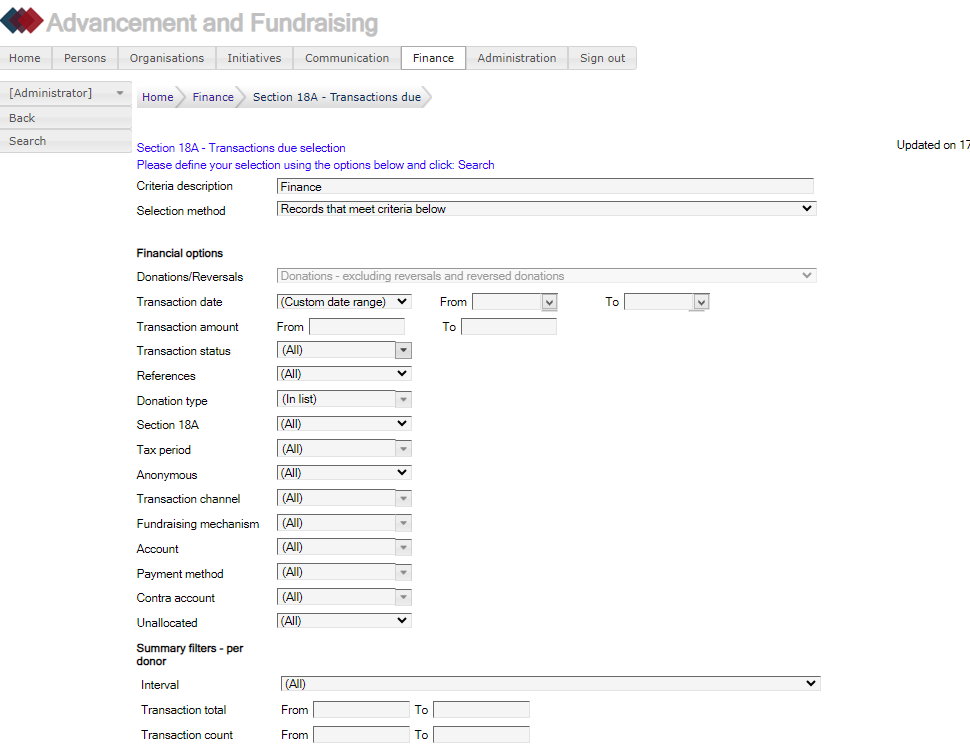 Advancement and Fundraising
Home Persons Organisations Initiatives Communication Finance Administration Sign out
[Administrator]
Back
Search
Home Finance Section 18A - Transactions due
Updated on 17
Section 18A - Transactions due selection
Please define your selection using the options below and click: Search
Criteria description Finance
Selection method Records that meet criteria below
Financial options
Donations/Reversals Donations - excluding reversals and reversed donations
Transaction date (Custom date range) From To
Transaction amount From To
Transaction status (All)
References (All)
Donation type (In list)
Section 18A (All)
Tax period (All)
Anonymous (All)
Transaction channel (All)
Fundraising mechanism (All)
Account (All)
Payment method (All)
Contra account (All)
Unallocated (All)
Summary filters - per
donor
Interval (All)
Transaction total From To
Transaction count From To